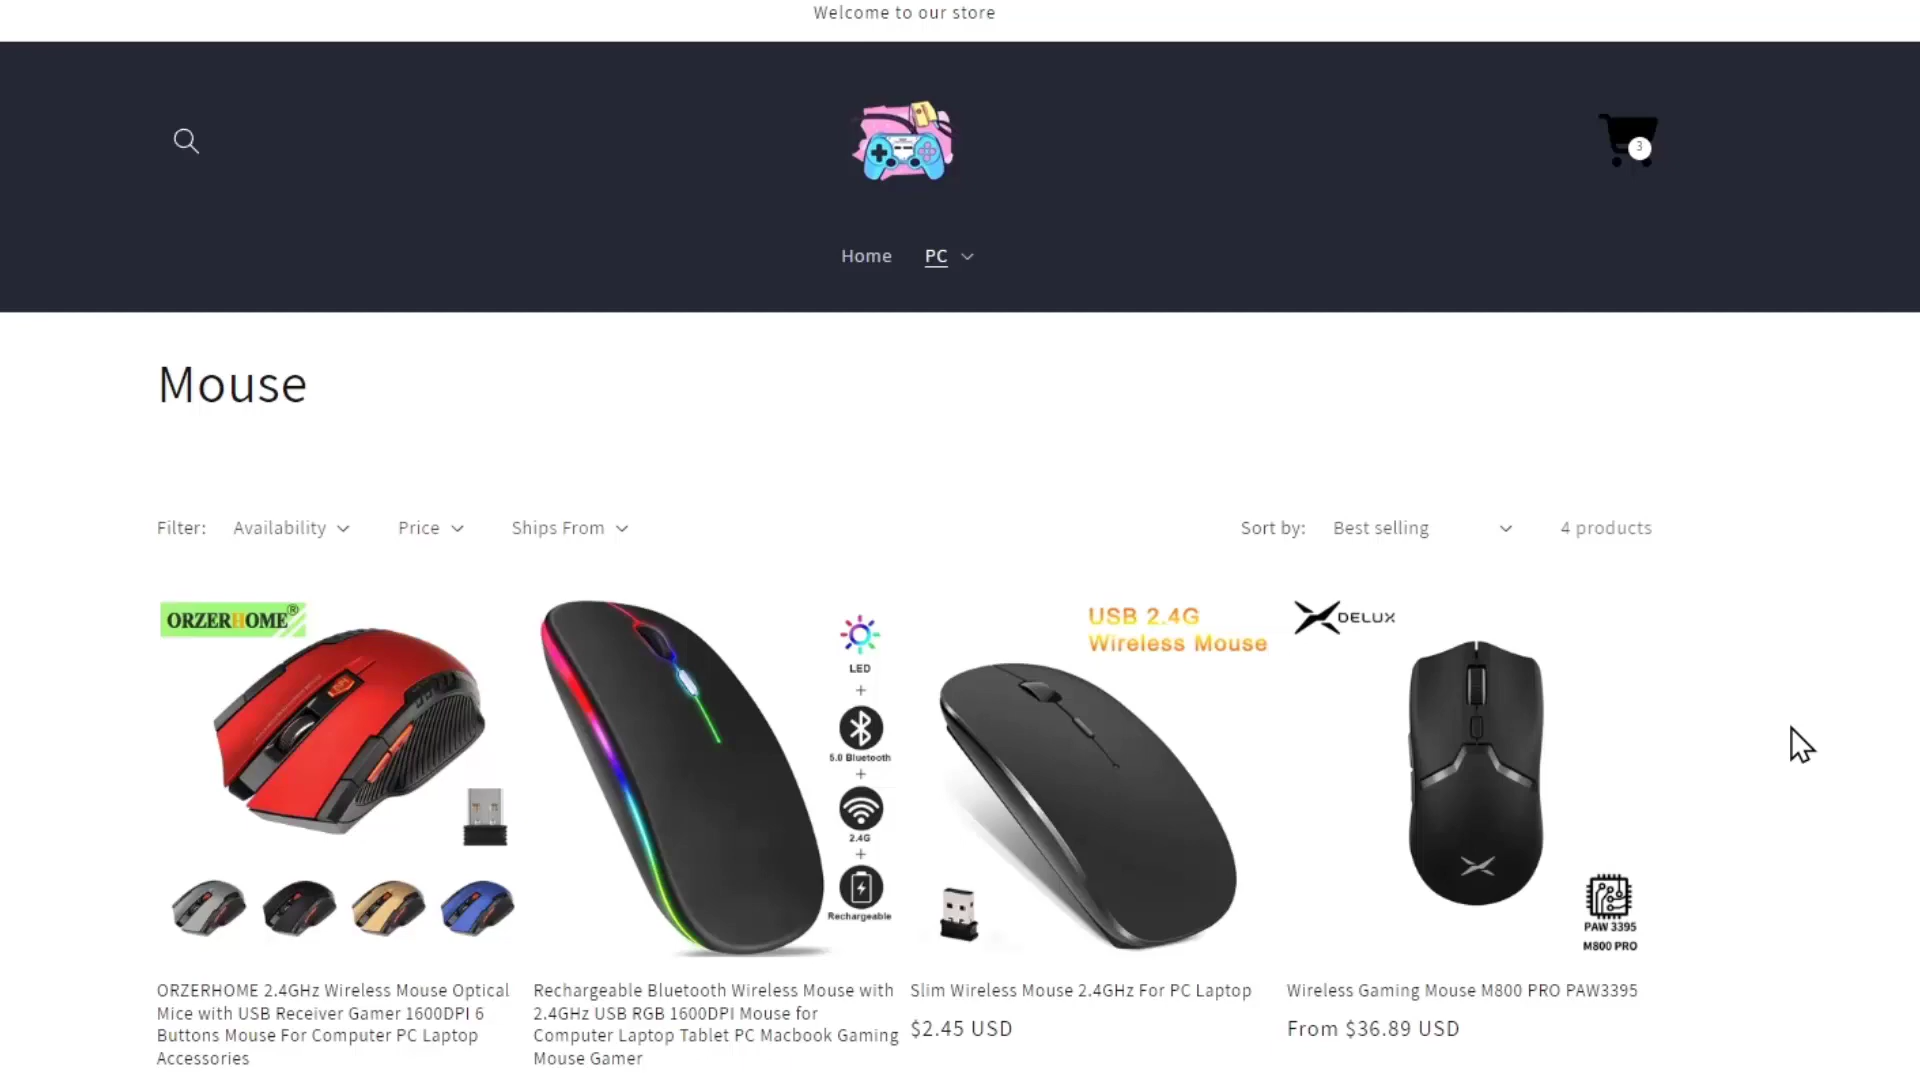 Welcome to our store
3
Home
PC
Mouse
Filter:
Availability
Price
Ships From
Sort by:
Best selling
4 products
ORZERHOME®
LED
+
5.0 Bluetooth
+
2.4G
+
Rechargeable
USB 2.4G
Wireless Mouse
DELUX
PAW 3395
M800 PRO
ORZERHOME 2.4GHz Wireless Mouse Optical
Mice with USB Receiver Gamer 1600DPI 6
Buttons Mouse For Computer PC Laptop
Accessories
Rechargeable Bluetooth Wireless Mouse with
2.4GHz USB RGB 1600DPI Mouse for
Computer Laptop Tablet PC Macbook Gaming
Mouse Gamer
Slim Wireless Mouse 2.4GHz For PC Laptop
$2.45 USD
Wireless Gaming Mouse M800 PRO PAW3395
From $36.89 USD